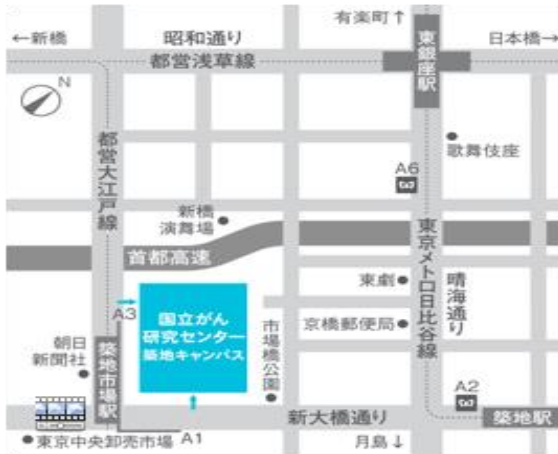 有楽町↑
←新橋
昭和通り
日本橋→
都営浅草線
東銀座駅
N
都営大江戸線
歌舞伎座
A6
新橋
演舞場
首都高速
東京メトロ日比谷線
晴海通り
東劇
A3
国立がん
研究センター
築地キャンパス
市場橋公園
京橋郵便局
朝日
新聞社
築地市場駅
A2
新大橋通り
築地駅
東京中央卸売市場
A1
月島↓